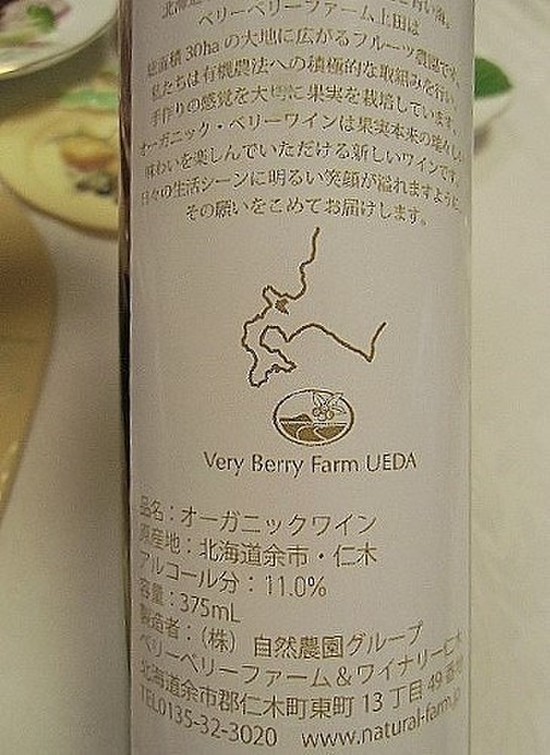 ベリーベリーファーム上田は
総面積30haの大地に広がるフルーツ農園です。
私たちは有機農法への積極的な取組みを行い、
手作りの感覚を大切に果実を栽培しています。
オーガニック・ベリーワインは果実本来の瑞々しい
味わいを楽しんでいただける新しいワインです。
日々の生活シーンに明るい笑顔が溢れますように
その願いをこめてお届けします。
Very Berry Farm UEDA
品名：オーガニックワイン
原産地：北海道余市・仁木
アルコール分：11.0%
容量：375mL
製造者：（株）自然農園グループ
ベリーベリーファーム＆ワイナリー仁木
北海道余市郡仁木町東町13丁目49番地
TEL0135-32-3020 www.natural-farm.jp